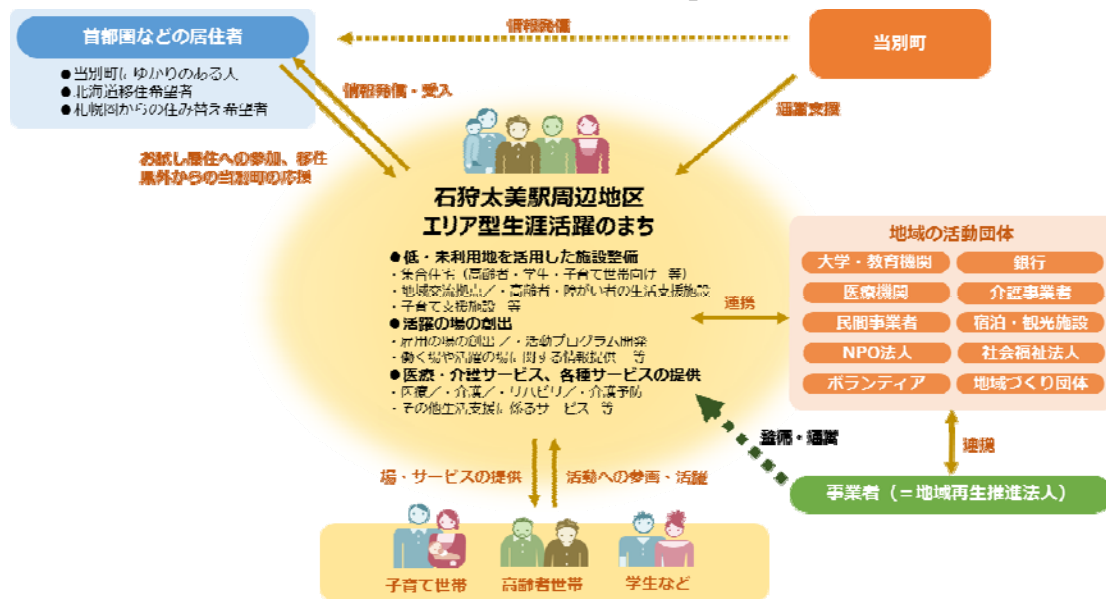 首都圏などの居住者
●当別町にゆかりのある人
●北海道移住希望者
●札幌圏からの住み替え希望者
情報発信
当別町
情報発信・受入
運営支援
お試し居住への参加、移住
県外からの当別町の応援
石狩太美駅周辺地区
エリア型生涯活躍のまち
●低・未利用地を活用した施設整備
・集合住宅（高齢者・学生・子育て世帯向け　等）
・地域交流拠点／・高齢者・障がい者の生活支援施設
・子育て支援施設　等
●活躍の場の創出
・雇用の場の創出／・活動プログラム開発
・働く場や活躍の場に関する情報提供　等
●医療・介護サービス、各種サービスの提供
・医療／・介護／・リハビリ／・介護予防
・その他生活支援に係るサービス　等
連携
地域の活動団体
大学・教育機関
銀行
医療機関
介護事業者
民間事業者
宿泊・観光施設
NPO法人
社会福祉法人
ボランティア
地域づくり団体
整備・運営
連携
事業者（＝地域再生推進法人）
場・サービスの提供
活動への参画・活躍
子育て世帯
高齢者世帯
学生など